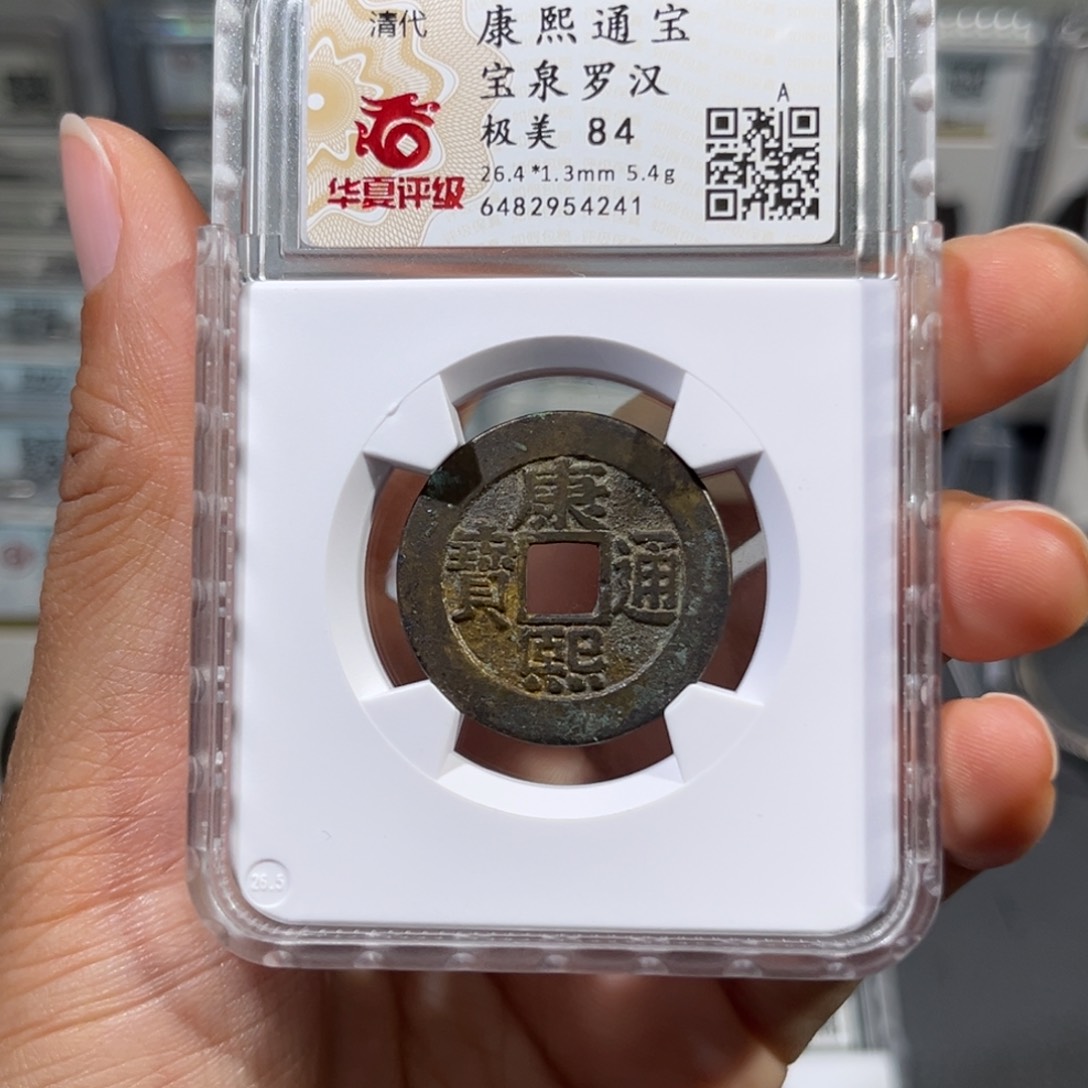 清代
康熙通宝
宝泉罗汉
极美 84
26.4*1.3mm 5.4g
6482954241
A
华夏评级
康熙通寶
25.5